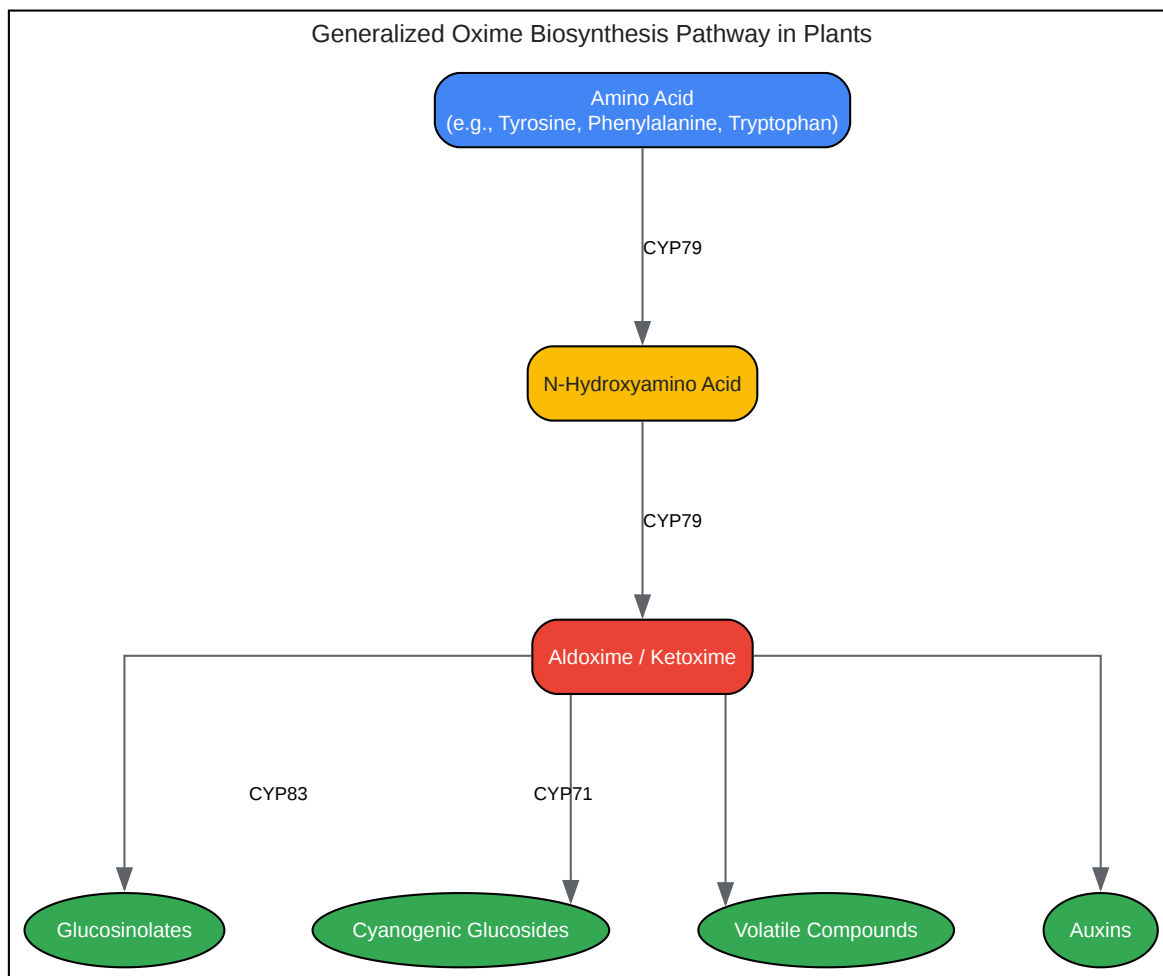 Generalized Oxime Biosynthesis Pathway in Plants
Amino Acid
(e.g., Tyrosine, Phenylalanine, Tryptophan)
CYP79
N-Hydroxyamino Acid
CYP79
Aldoxime / Ketoxime
CYP83
CYP71
Glucosinolates
Cyanogenic Glucosides
Volatile Compounds
Auxins